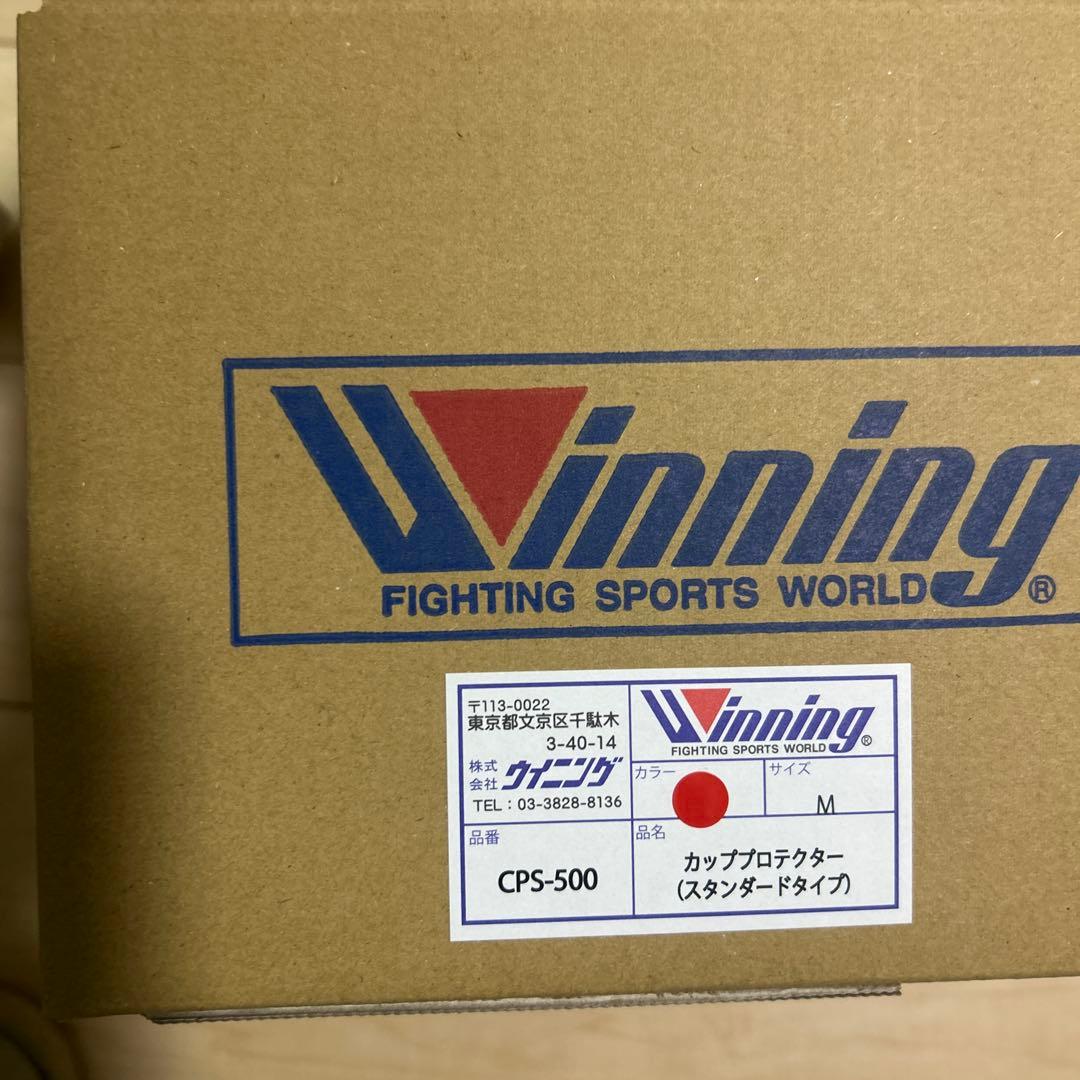 Winning
FIGHTING SPORTS WORLD®
〒113-0022
東京都文京区千駄木
3-40-14
株式会社 ウイニング
TEL：03-3828-8136
Winning
FIGHTING SPORTS WORLD®
カラー
サイズ
M
品番
CPS-500
品名
カッププロテクター
(スタンダードタイプ)